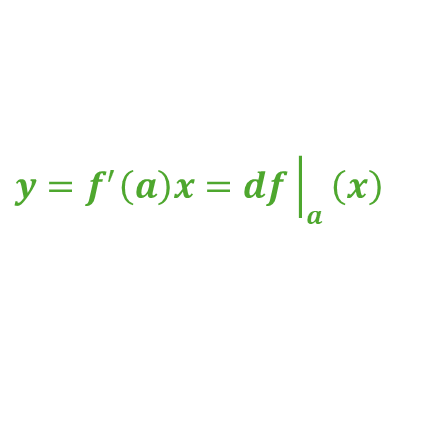 y = f′(a)x = df|ₐ (x)